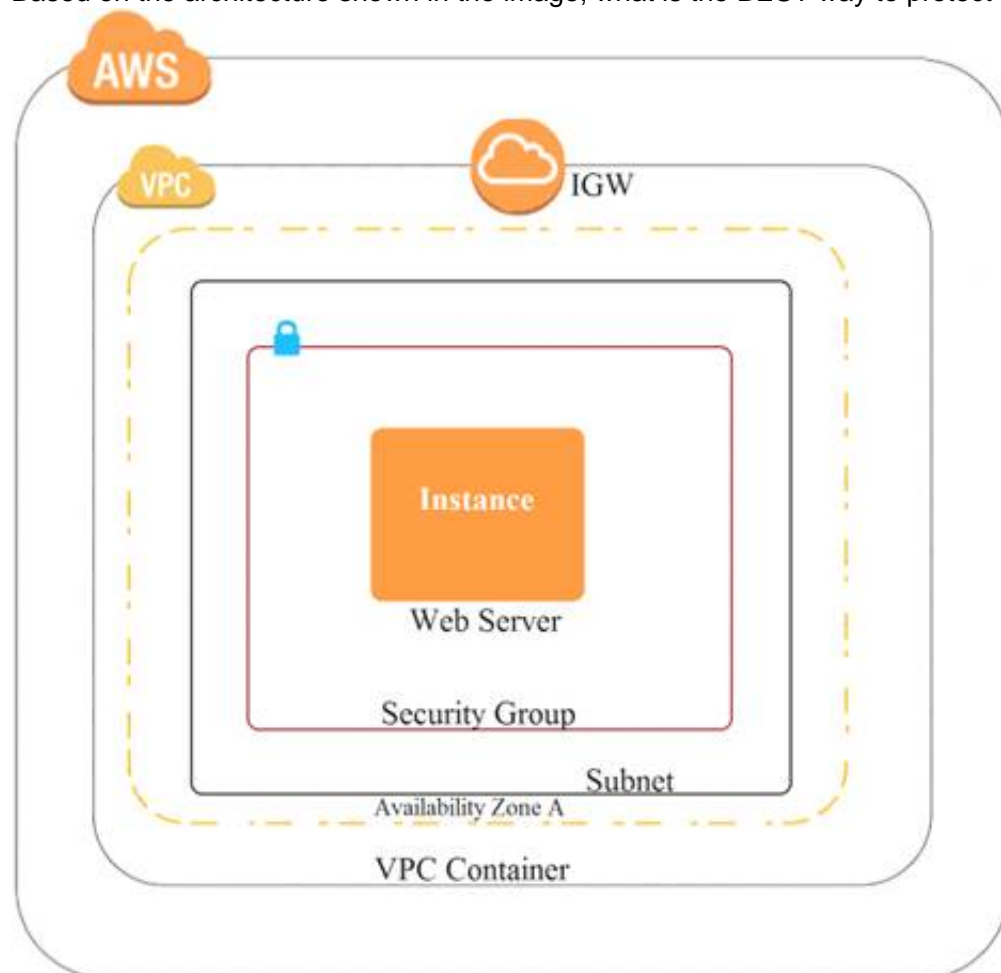 Based on the architecture shown in the image, what is the BEST way to protect
AWS
VPC
IGW
Instance
Web Server
Security Group
Subnet
Availability Zone A
VPC Container